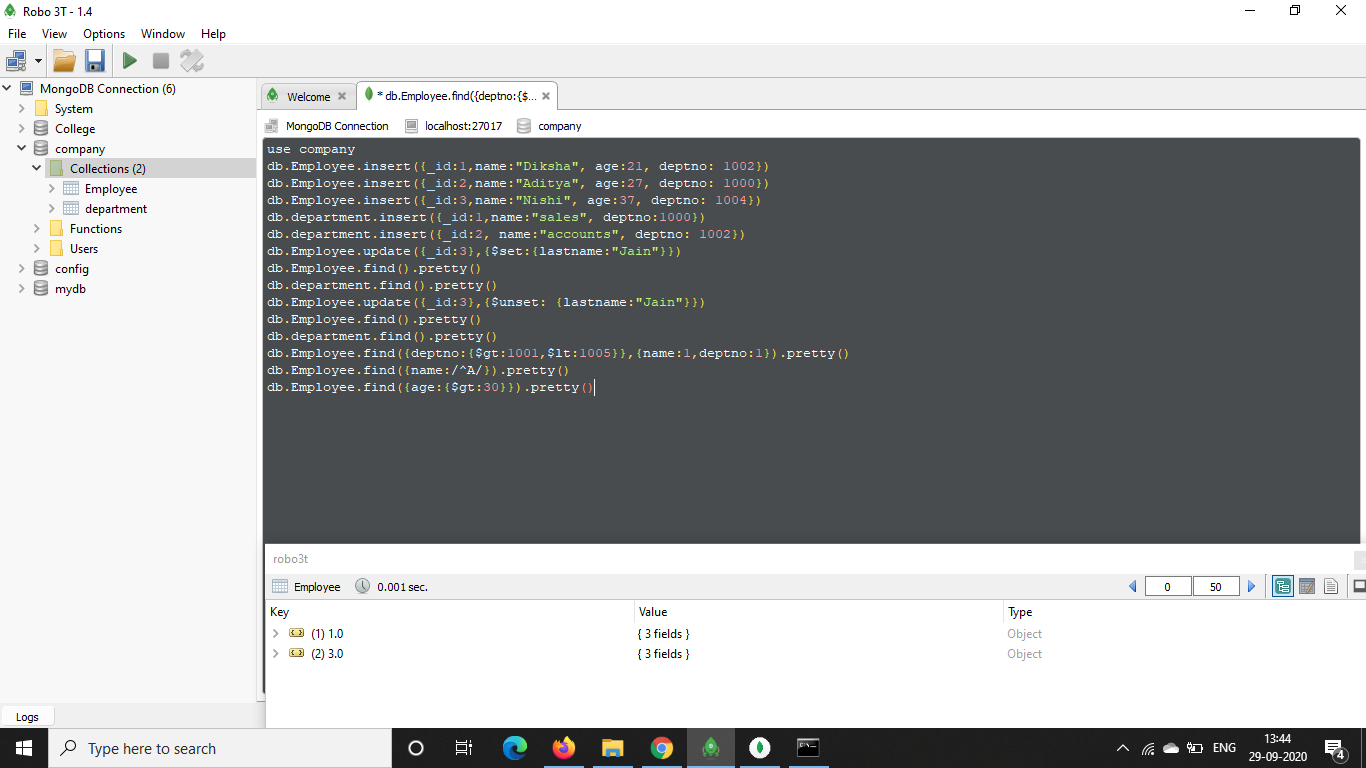 Robo 3T - 1.4
File View Options Window Help
MongoDB Connection (6)
System
College
company
Collections (2)
Employee
department
Functions
Users
config
mydb
Logs
Welcome
* db.Employee.find({deptno:{$...
MongoDB Connection localhost:27017 company
use company
db.Employee.insert({_id:1,name:"Diksha", age:21, deptno: 1002})
db.Employee.insert({_id:2,name:"Aditya", age:27, deptno: 1000})
db.Employee.insert({_id:3,name:"Nishi", age:37, deptno: 1004})
db.department.insert({_id:1,name:"sales", deptno:1000})
db.department.insert({_id:2, name:"accounts", deptno: 1002})
db.Employee.update({_id:3},{$set:{lastname:"Jain"}})
db.Employee.find().pretty()
db.department.find().pretty()
db.Employee.update({_id:3},{$unset: {lastname:"Jain"}})
db.Employee.find().pretty()
db.department.find().pretty()
db.Employee.find({deptno:{$gt:1001,$lt:1005}},{name:1,deptno:1}).pretty()
db.Employee.find({name:/^A/}).pretty()
db.Employee.find({age:{$gt:30}}).pretty()
robo3t
Employee 0.001 sec. 0 50
Key Value Type
(1) 1.0 { 3 fields } Object
(2) 3.0 { 3 fields } Object
Type here to search
ENG
13:44
29-09-2020
4